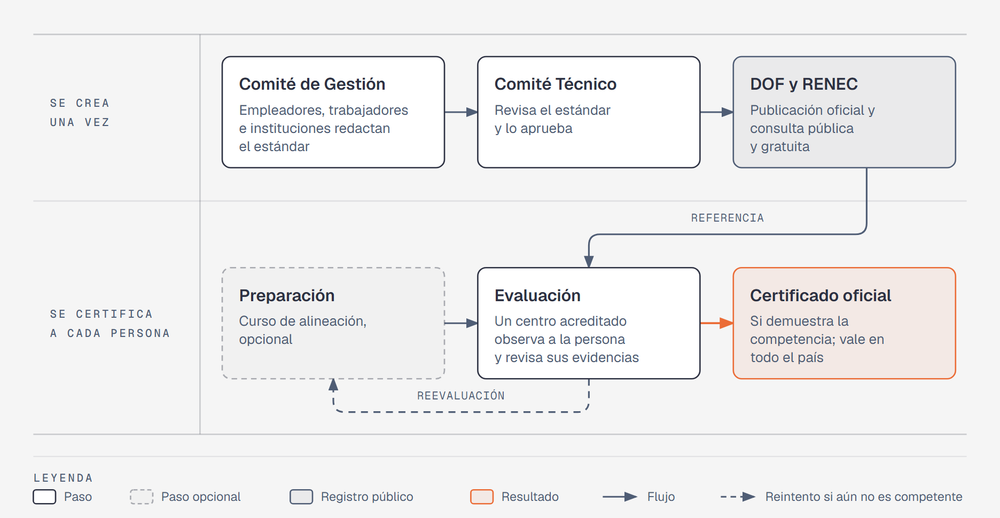 SE CREA
UNA VEZ
Comité de Gestión
Empleadores, trabajadores
e instituciones redactan
el estándar
Comité Técnico
Revisa el estándar
y lo aprueba
DOF y RENEC
Publicación oficial y
consulta pública
y gratuita
REFERENCIA
SE CERTIFICA
A CADA PERSONA
Preparación
Curso de alineación,
opcional
Evaluación
Un centro acreditado
observa a la persona
y revisa sus evidencias
Certificado oficial
Si demuestra la
competencia; vale en
todo el país
REEVALUACIÓN
LEYENDA
Paso
Paso opcional
Registro público
Resultado
Flujo
Reintento si aún no es competente